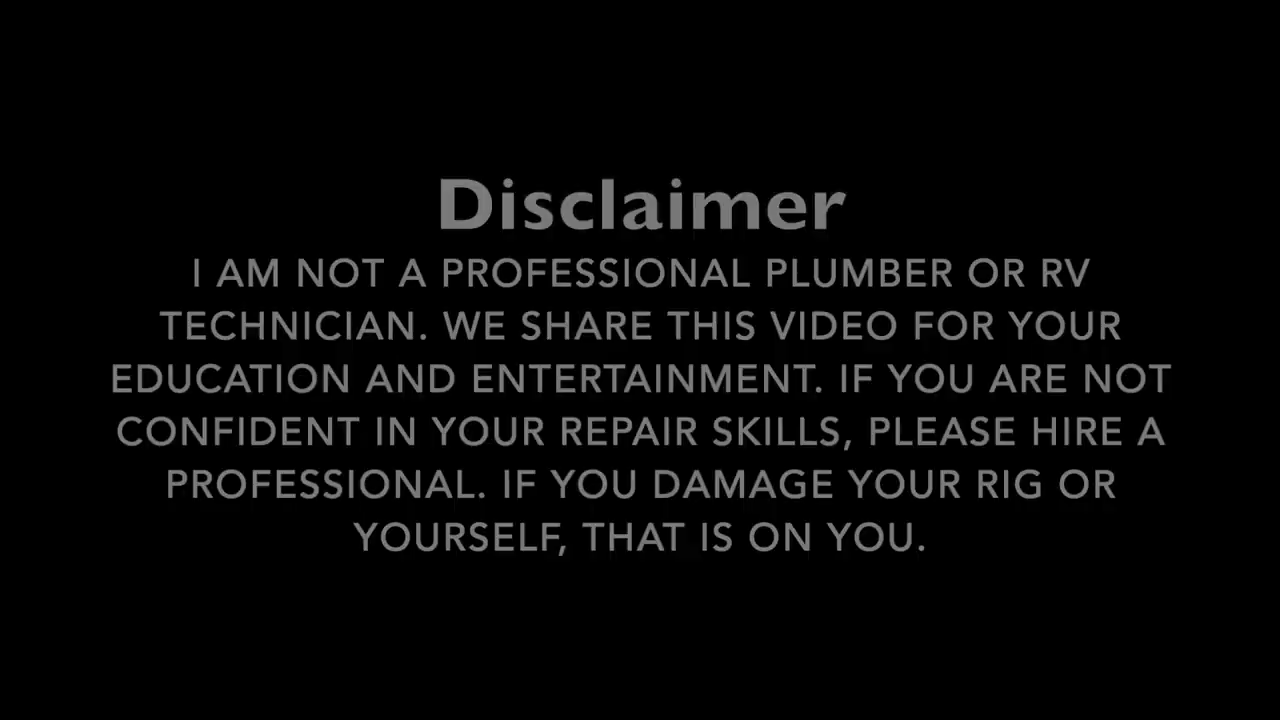 Disclaimer
I AM NOT A PROFESSIONAL PLUMBER OR RV
TECHNICIAN. WE SHARE THIS VIDEO FOR YOUR
EDUCATION AND ENTERTAINMENT. IF YOU ARE NOT
CONFIDENT IN YOUR REPAIR SKILLS, PLEASE HIRE A
PROFESSIONAL. IF YOU DAMAGE YOUR RIG OR
YOURSELF, THAT IS ON YOU.